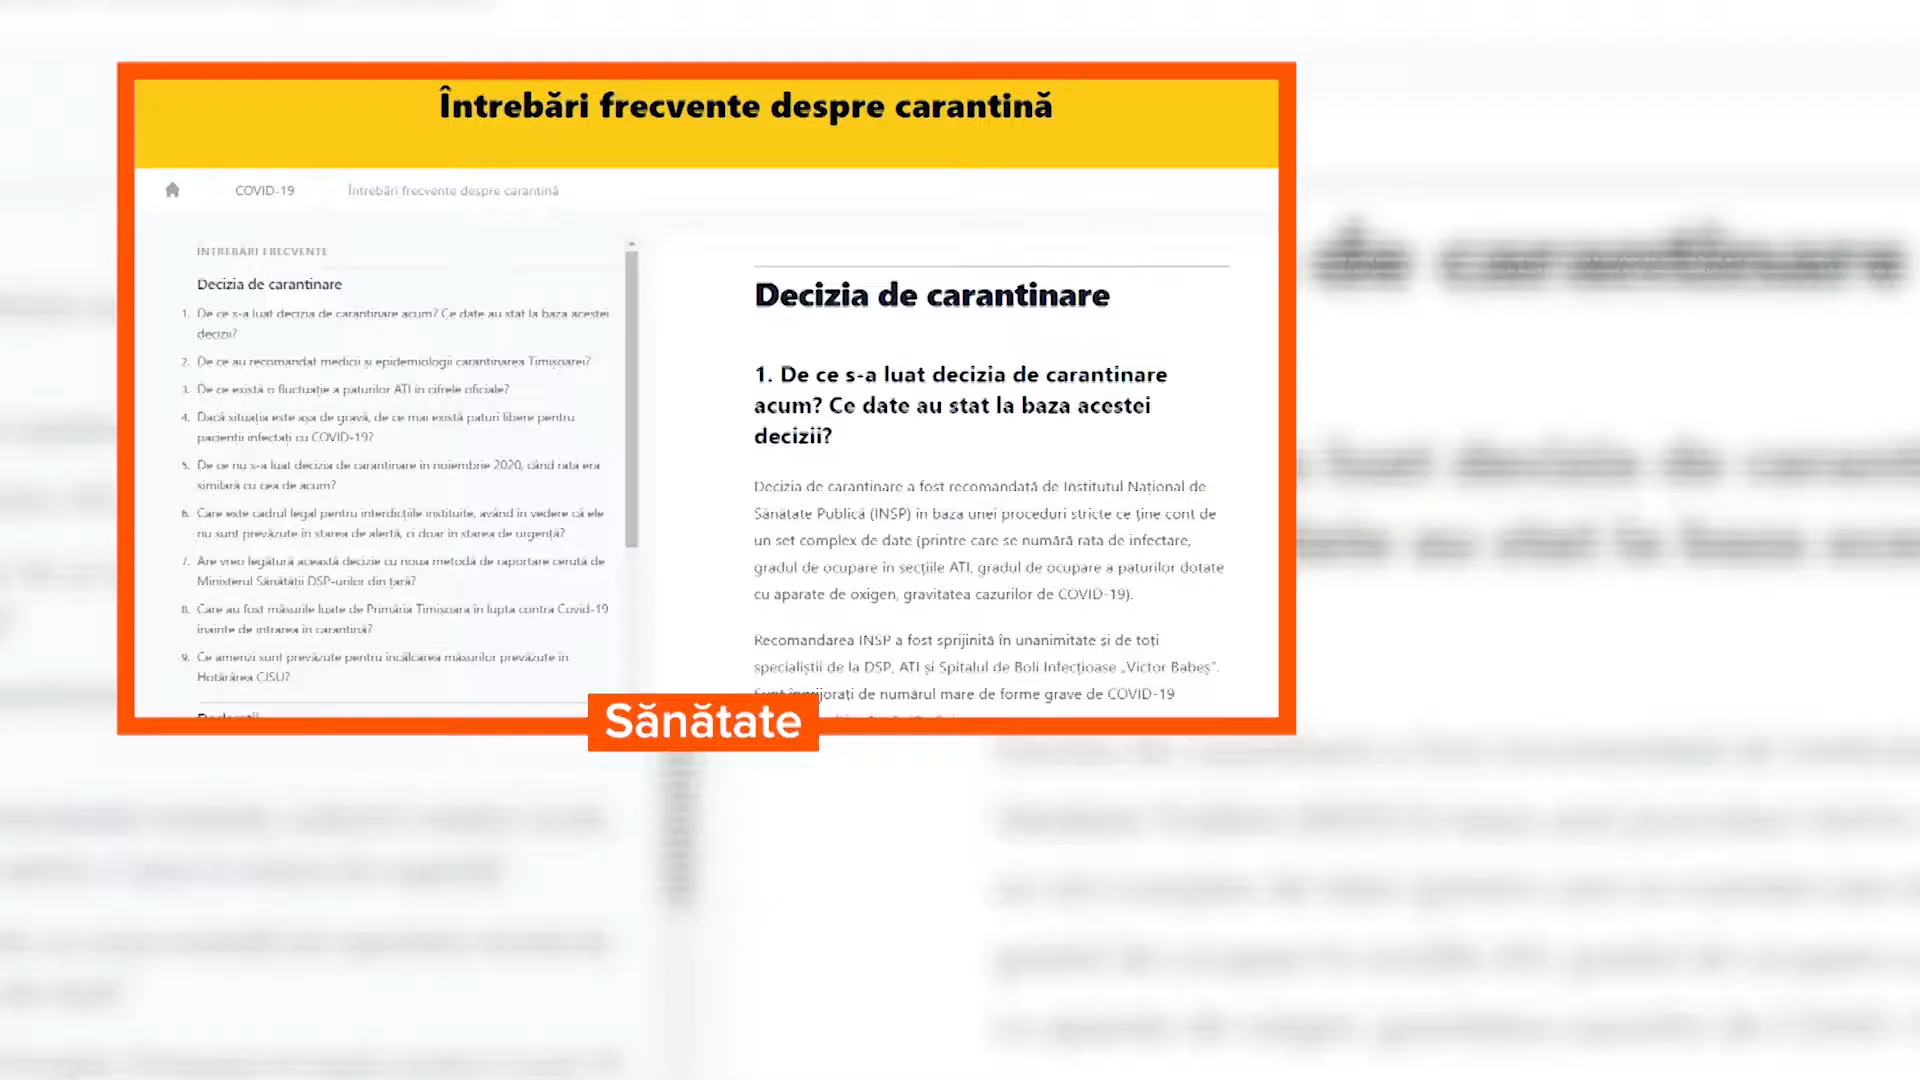 Întrebări frecvente despre carantină
COVID-19
Întrebări frecvente despre carantină
ÎNTREBĂRI FRECVENTE
Decizia de carantinare
1. De ce s-a luat decizia de carantinare acum? Ce date au stat la baza acestei
decizii?
2. De ce au recomandat medicii și epidemiologii carantinarea Timișoarei?
3. De ce există o fluctuație a paturilor ATI în cifrele oficiale?
4. Dacă situația este așa de gravă, de ce mai există paturi libere pentru
pacienții infectați cu COVID-19?
5. De ce nu s-a luat decizia de carantinare în noiembrie 2020, când rata era
similară cu cea de acum?
6. Care este cadrul legal pentru interdicțiile instituite, având în vedere că ele
nu sunt prevăzute în starea de alertă, ci doar în starea de urgență?
7. Are vreo legătură această decizie cu noua metodă de raportare cerută de
Ministerul Sănătății DSP-urilor din țară?
8. Care au fost măsurile luate de Primăria Timișoara în lupta contra Covid-19
înainte de intrarea în carantină?
9. Ce amenzi sunt prevăzute pentru încălcarea măsurilor prevăzute în
Hotărârea CJSU?
Decizia de carantinare
1. De ce s-a luat decizia de carantinare
acum? Ce date au stat la baza acestei
decizii?
Decizia de carantinare a fost recomandată de Institutul Național de
Sănătate Publică (INSP) în baza unei proceduri stricte ce ține cont de
un set complex de date (printre care se numără rata de infectare,
gradul de ocupare în secțiile ATI, gradul de ocupare a paturilor dotate
cu aparate de oxigen, gravitatea cazurilor de COVID-19).
Recomandarea INSP a fost sprijinită în unanimitate și de toți
specialiștii de la DSP, ATI și Spitalul de Boli Infecțioase „Victor Babeș”.
Sunt îngrijorați de numărul mare de forme grave de COVID-19
Sănătate